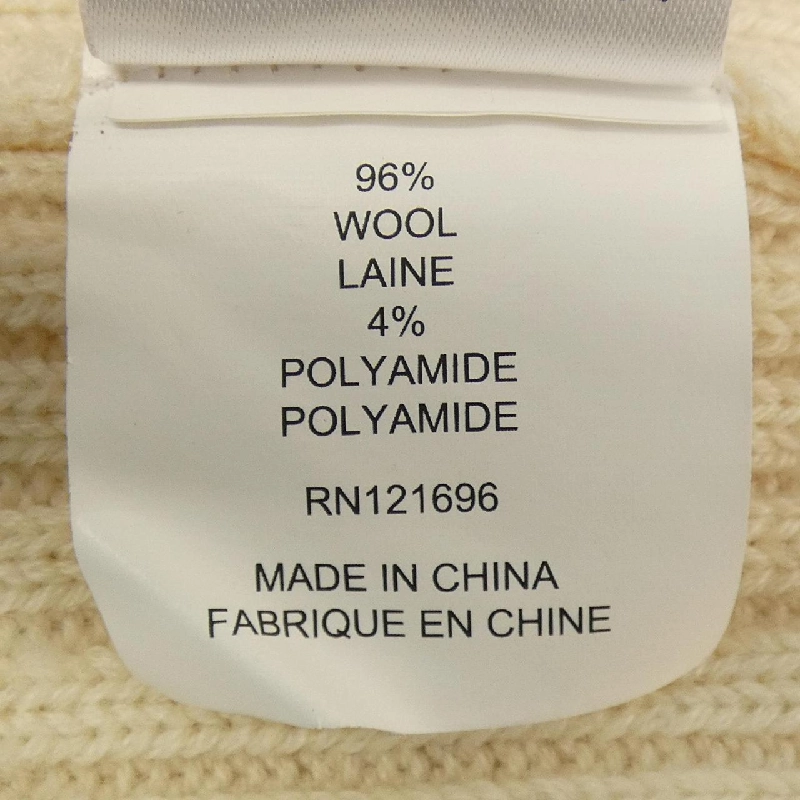 96%
WOOL
LAINE
4%
POLYAMIDE
POLYAMIDE
RN121696
MADE IN CHINA
FABRIQUE EN CHINE